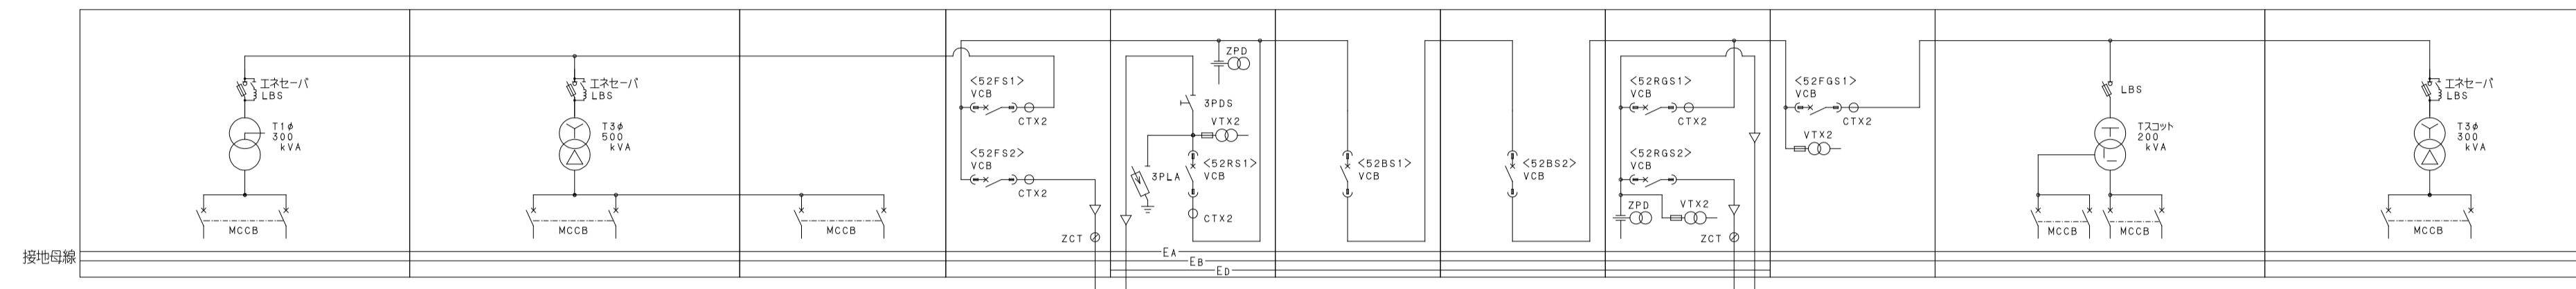 エネセーバ
LBS
T1φ
300
kVA
MCCB
エネセーバ
LBS
T3φ
500
kVA
MCCB
MCCB
<52FS1>
VCB
CTX2
<52FS2>
VCB
CTX2
ZCT
ZPD
3PDS
VTX2
3PLA
<52RS1>
VCB
CTX2
<52BS1>
VCB
<52BS2>
VCB
<52RGS1>
VCB
CTX2
<52RGS2>
VCB
ZPD
VTX2
ZCT
<52FGS1>
VCB
CTX2
VTX2
LBS
Tスコット
200
kVA
MCCB
MCCB
エネセーバ
LBS
T3φ
300
kVA
MCCB
接地母線
EA
EB
ED